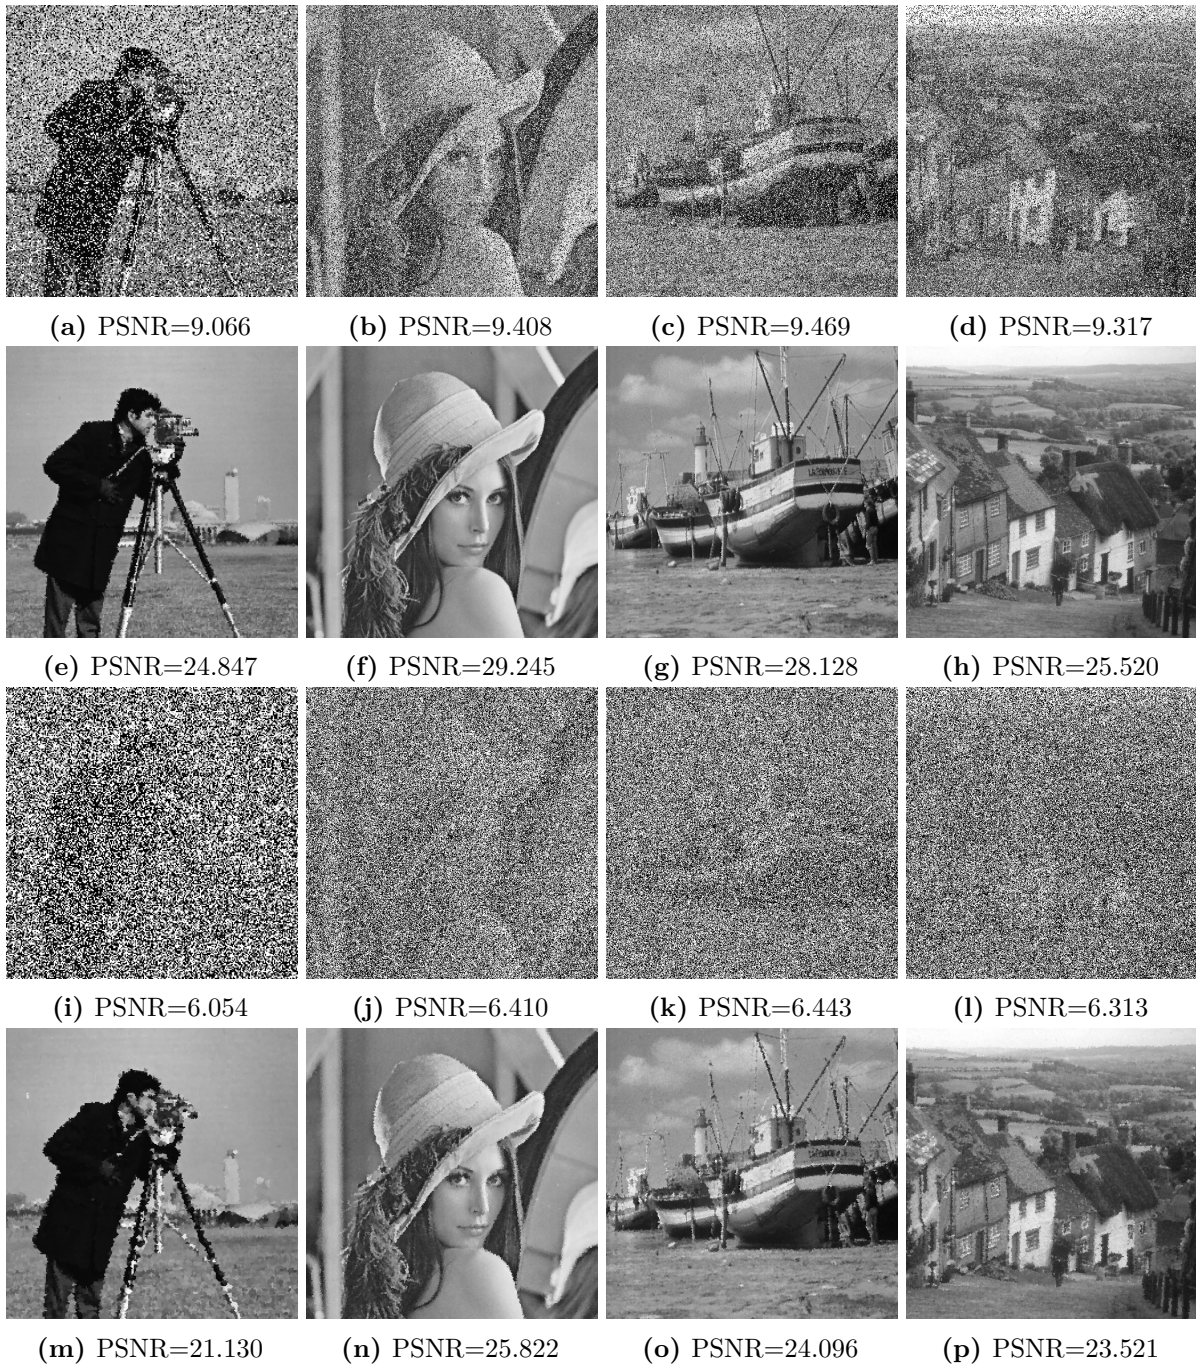 (a) PSNR=9.066 (b) PSNR=9.408 (c) PSNR=9.469 (d) PSNR=9.317
(e) PSNR=24.847 (f) PSNR=29.245 (g) PSNR=28.128 (h) PSNR=25.520
(i) PSNR=6.054 (j) PSNR=6.410 (k) PSNR=6.443 (l) PSNR=6.313
(m) PSNR=21.130 (n) PSNR=25.822 (o) PSNR=24.096 (p) PSNR=23.521